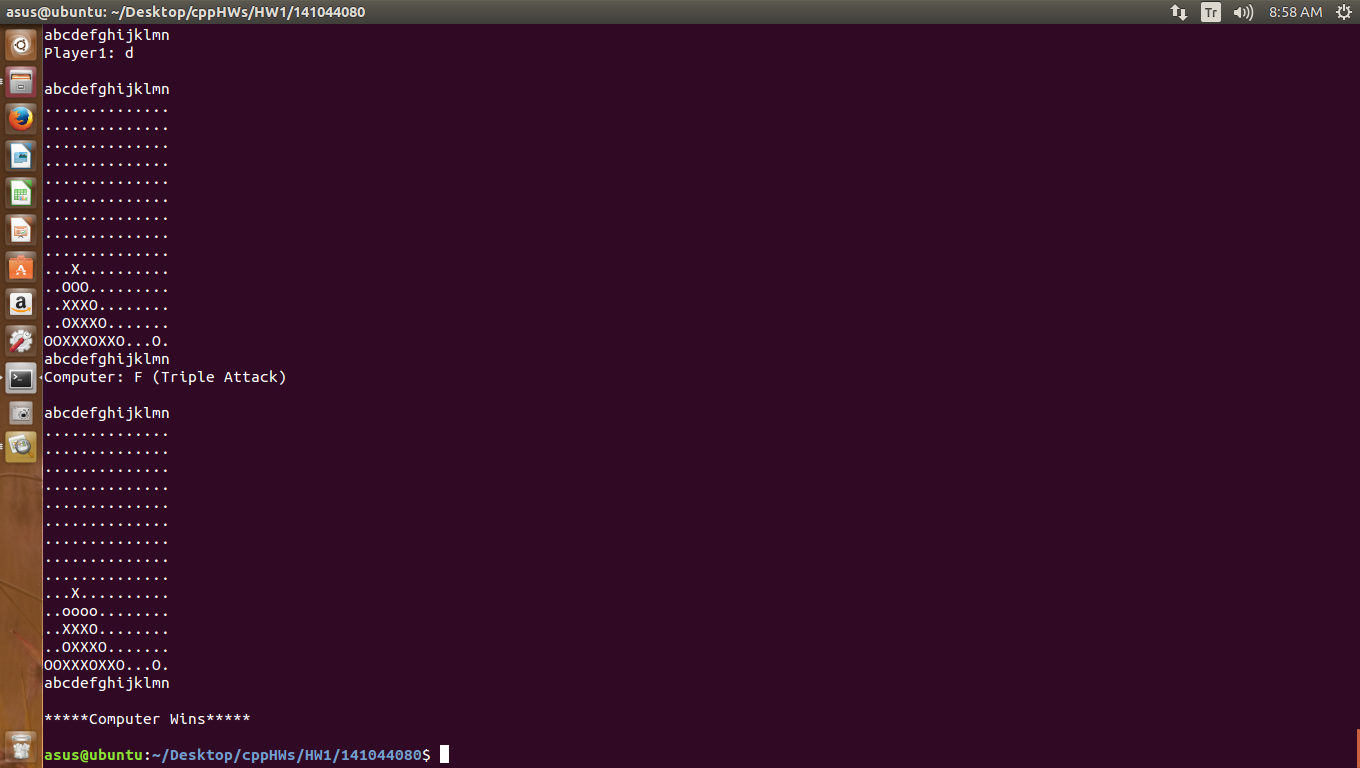 asus@ubuntu: ~/Desktop/cppHWs/HW1/141044080 Tr 8:58 AM
abcdefghijklmn
Player1: d
abcdefghijklmn
..............
..............
..............
..............
..............
..............
..............
..............
..............
...X..........
..OOO.........
..XXXO........
..OXXXO.......
OOXXXOXXO...O.
abcdefghijklmn
Computer: F (Triple Attack)
abcdefghijklmn
..............
..............
..............
..............
..............
..............
..............
..............
..............
...X..........
..oooo........
..XXXO........
..OXXXO.......
OOXXXOXXO...O.
abcdefghijklmn
*****Computer Wins*****
asus@ubuntu:~/Desktop/cppHWs/HW1/141044080$